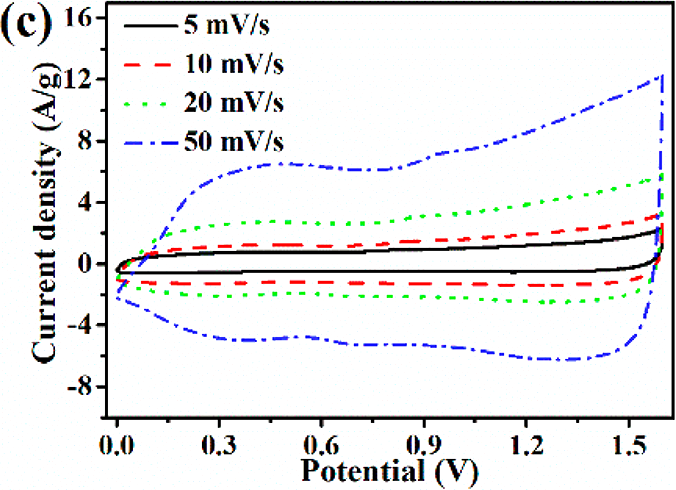 (c)
5 mV/s
10 mV/s
20 mV/s
50 mV/s
Current density (A/g)
16
12
8
4
0
-4
-8
0.0 0.3 0.6 0.9 1.2 1.5
Potential (V)